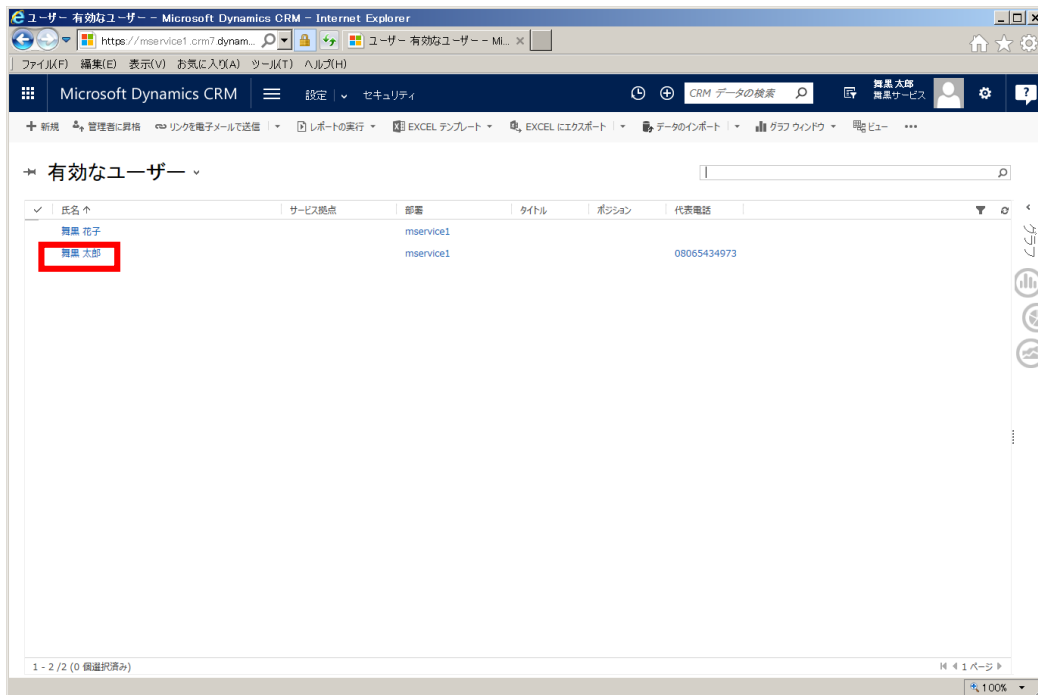 ユーザー 有効なユーザー - Microsoft Dynamics CRM - Internet Explorer
https://mservice1.crm7.dynam... ユーザー 有効なユーザー - Mi...
ファイル(F) 編集(E) 表示(V) お気に入り(A) ツール(T) ヘルプ(H)
Microsoft Dynamics CRM 設定 セキュリティ CRM データの検索 舞黒 太郎
舞黒サービス
新規 管理者に昇格 リンクを電子メールで送信 レポートの実行 EXCEL テンプレート EXCEL にエクスポート データのインポート グラフ ウィンドウ ビュー ...
有効なユーザー
氏名 サービス拠点 部署 タイトル ポジション 代表電話
舞黒 花子 mservice1
舞黒 太郎 mservice1 08065434973
グラフ
1 - 2 /2 (0 個選択済み) 1 ページ
100%